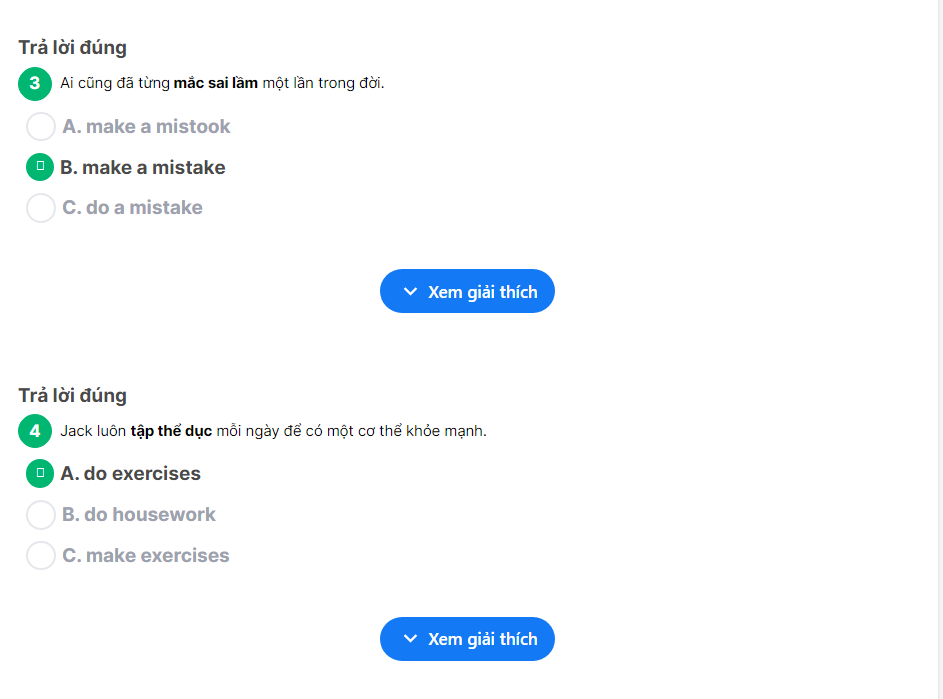 Trả lời đúng
3 Ai cũng đã từng mắc sai lầm một lần trong đời.
A. make a mistook
B. make a mistake
C. do a mistake
Xem giải thích
Trả lời đúng
4 Jack luôn tập thể dục mỗi ngày để có một cơ thể khỏe mạnh.
A. do exercises
B. do housework
C. make exercises
Xem giải thích